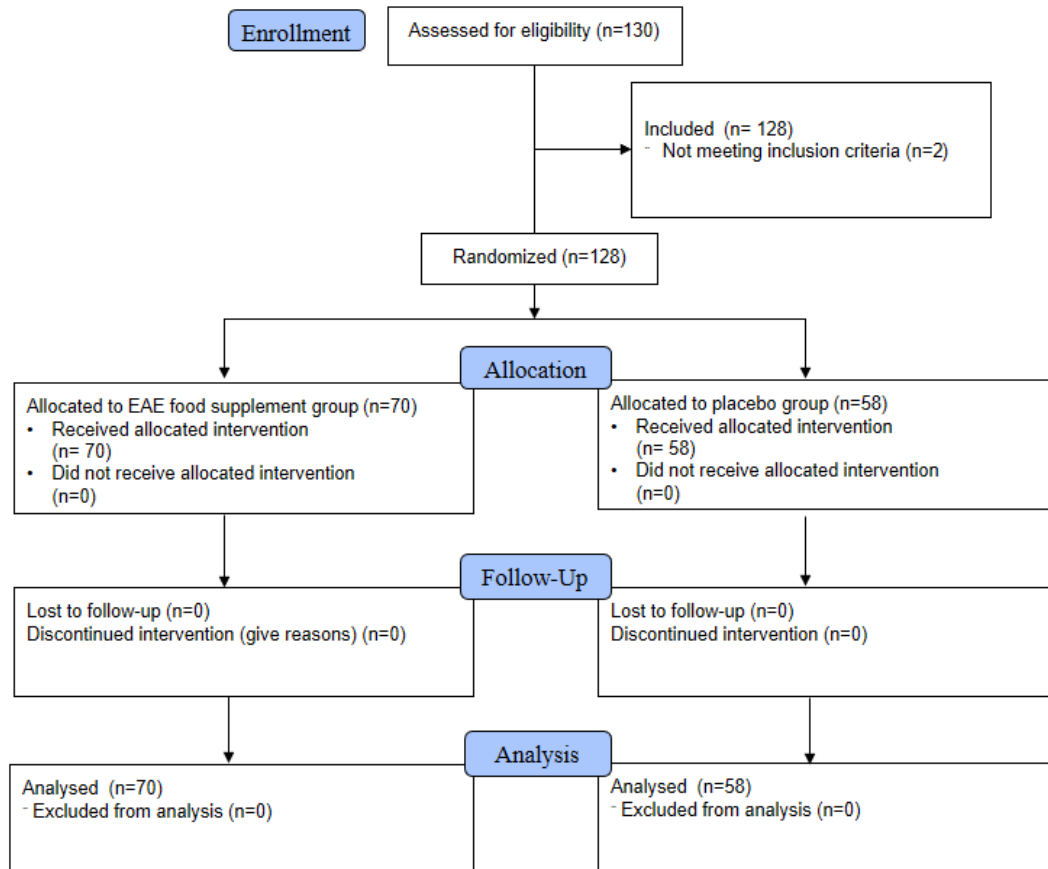 Enrollment
Assessed for eligibility (n=130)
Included (n= 128)
- Not meeting inclusion criteria (n=2)
Randomized (n=128)
Allocation
Allocated to EAE food supplement group (n=70)
• Received allocated intervention
(n= 70)
• Did not receive allocated intervention
(n=0)
Allocated to placebo group (n=58)
• Received allocated intervention
(n= 58)
• Did not receive allocated intervention
(n=0)
Follow-Up
Lost to follow-up (n=0)
Discontinued intervention (give reasons) (n=0)
Lost to follow-up (n=0)
Discontinued intervention (n=0)
Analysis
Analysed (n=70)
- Excluded from analysis (n=0)
Analysed (n=58)
- Excluded from analysis (n=0)